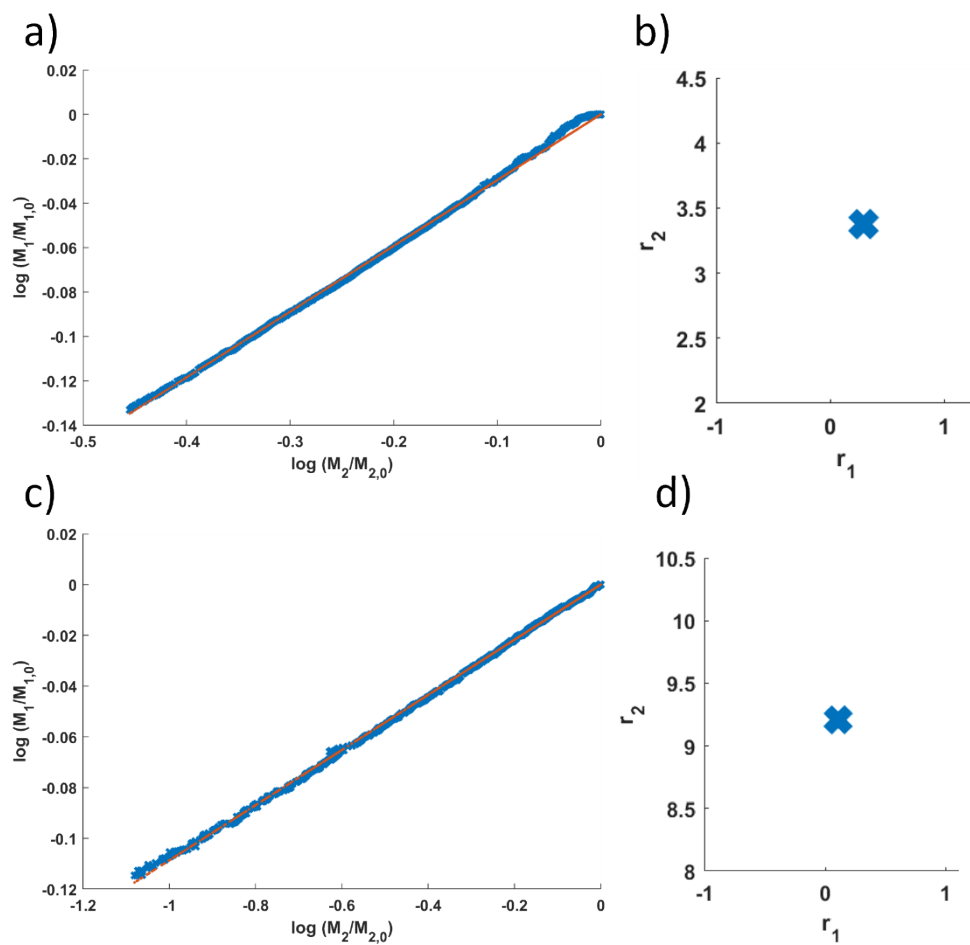 a)
0.02
0
-0.02
-0.04
-0.06
-0.08
-0.1
-0.12
-0.14
-0.5 -0.4 -0.3 -0.2 -0.1 0
log (M1/M1,0)
log (M2/M2,0)
b)
4.5
4
3.5
3
2.5
2
-1 0 1
r2
r1
c)
0.02
0
-0.02
-0.04
-0.06
-0.08
-0.1
-0.12
-1.2 -1 -0.8 -0.6 -0.4 -0.2 0
log (M1/M1,0)
log (M2/M2,0)
d)
10.5
10
9.5
9
8.5
8
-1 0 1
r2
r1